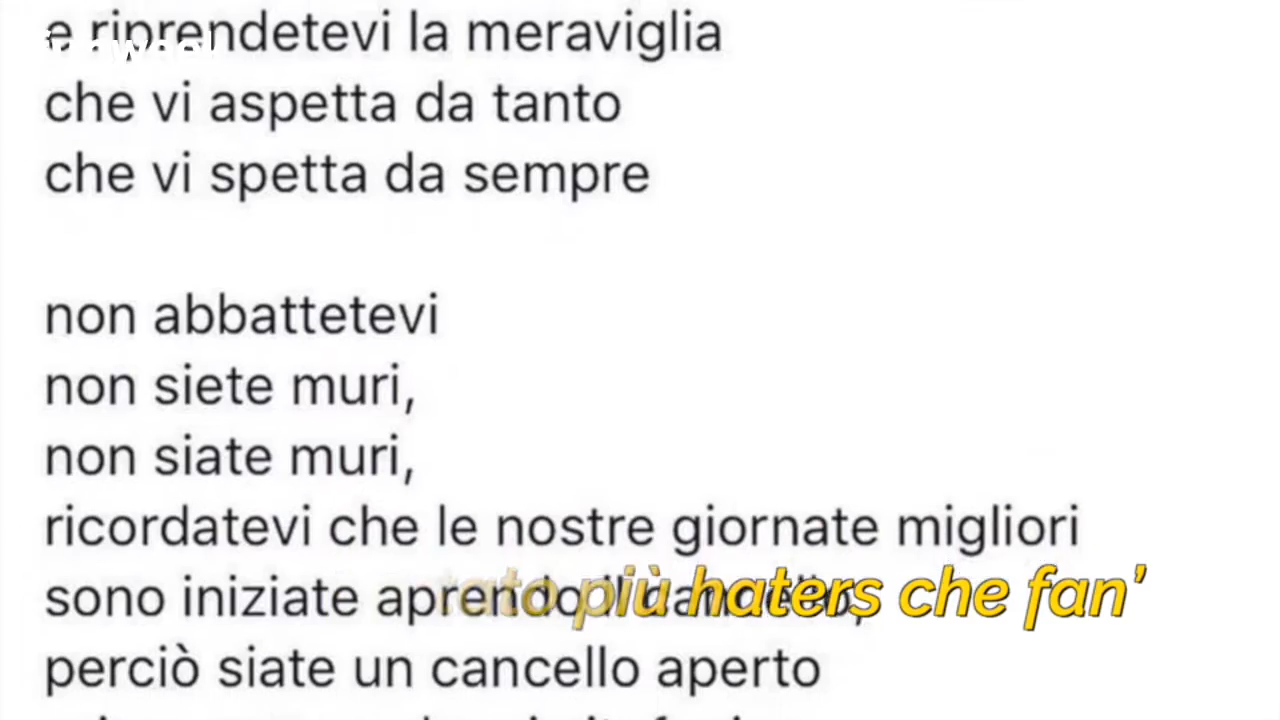 e riprendetevi la meraviglia
che vi aspetta da tanto
che vi spetta da sempre
non abbattetevi
non siete muri,
non siate muri,
ricordatevi che le nostre giornate migliori
sono iniziate aprendo il
più haters che fan’
perciò siate un cancello aperto